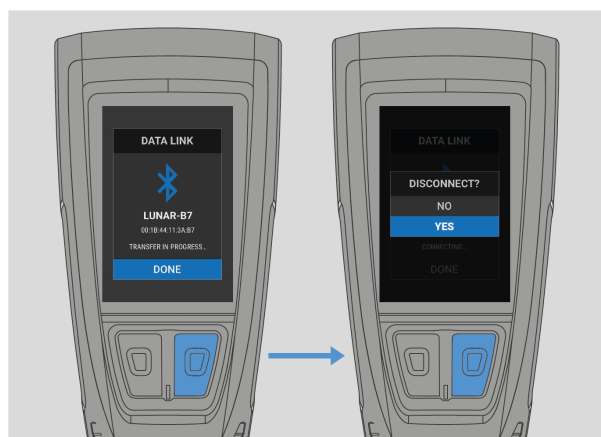 DATA LINK
LUNAR-B7
00:1B:44:11:3A:B7
TRANSFER IN PROGRESS...
DONE
DATA LINK
DISCONNECT?
NO
YES
CONNECTING...
DONE